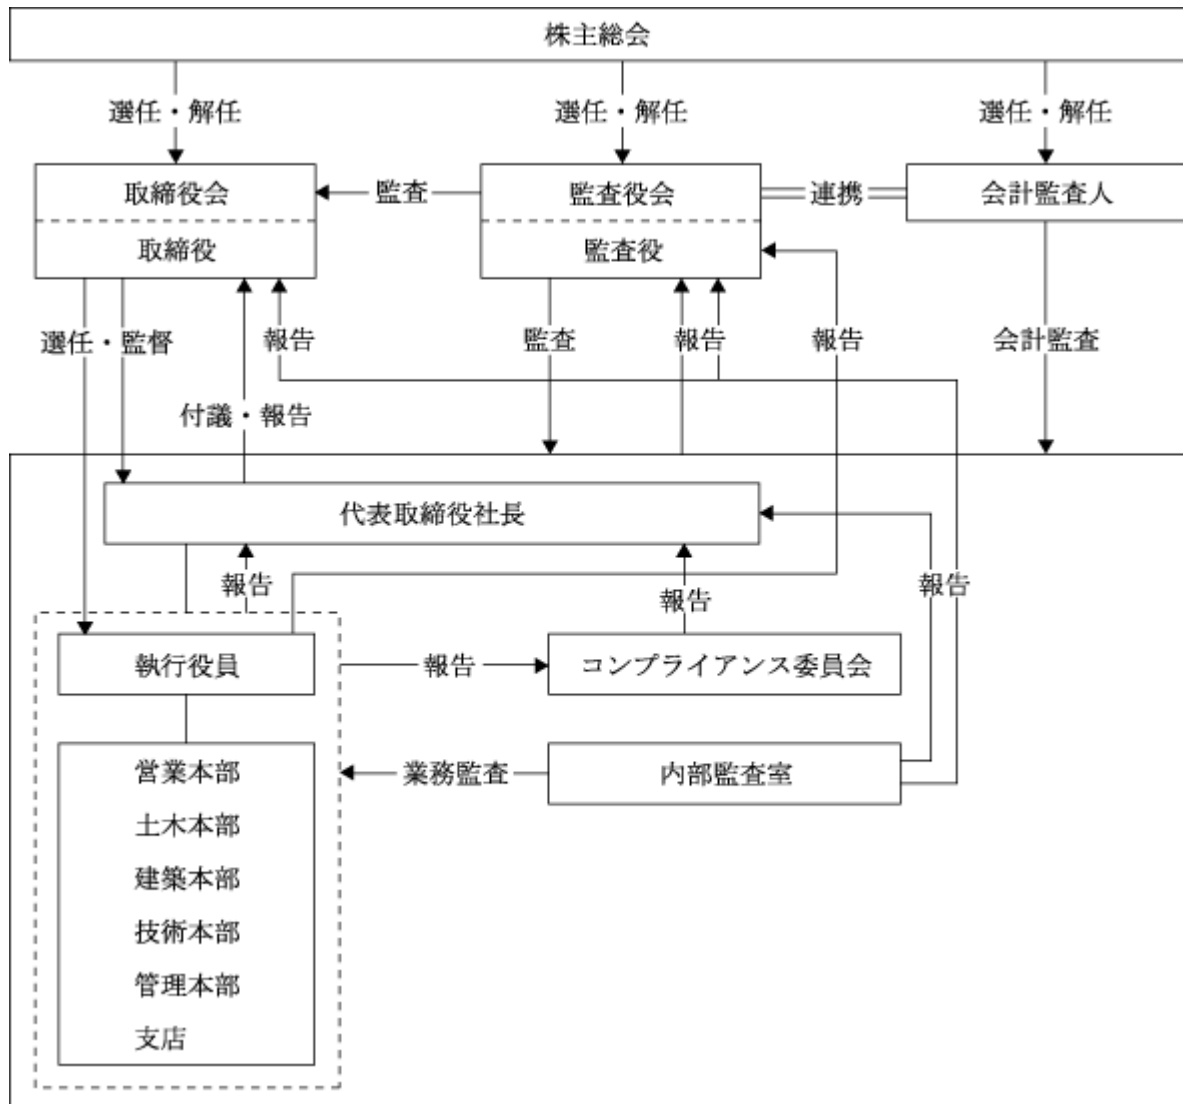 株主総会
選任・解任
選任・解任
選任・解任
取締役会
監査
監査役会
連携
会計監査人
取締役
監査役
選任・監督
報告
監査
報告
報告
会計監査
付議・報告
代表取締役社長
報告
報告
報告
執行役員
報告
コンプライアンス委員会
営業本部
業務監査
内部監査室
土木本部
建築本部
技術本部
管理本部
支店